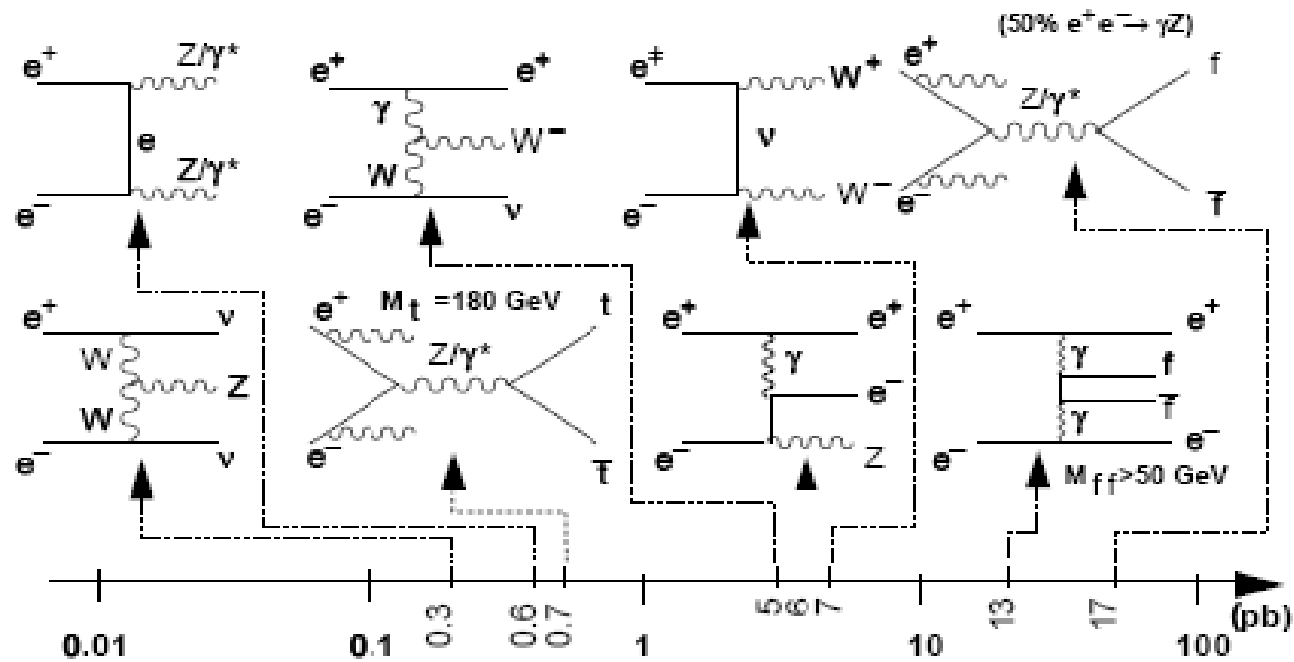 (50% e⁺e⁻→ γZ)
e⁺ Z/γ* e⁺ e⁺ e⁺ W⁺ e⁺ f
γ Z/γ*
e W⁻ ν
Z/γ* W W⁻
e⁻ e⁻ ν e⁻ e⁻ f̅
e⁺ ν e⁺ M_t =180 GeV t e⁺ e⁺ e⁺ e⁺
W Z/γ* γ γ f
Z e⁻ f̅
W γ
e⁻ ν e⁻ t̅ e⁻ Z e⁻ e⁻
M_ff>50 GeV
0.3 0.6 0.7 5 6 7 13 17 (pb)
0.01 0.1 1 10 100